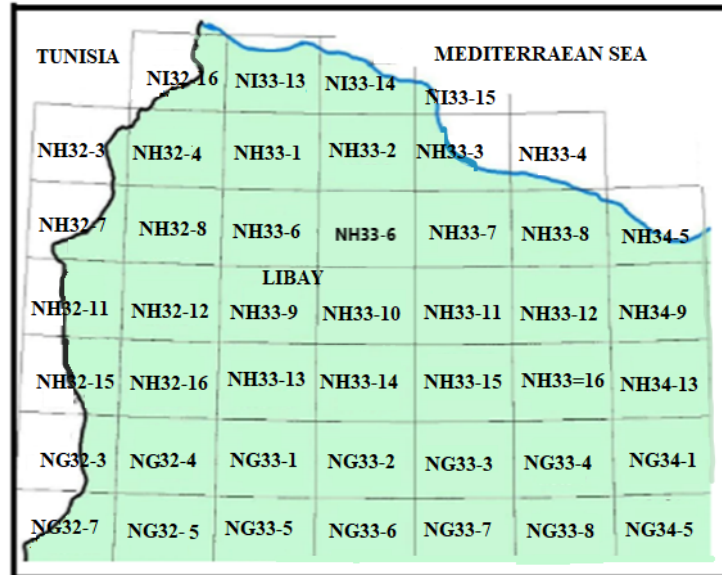 TUNISIA
MEDITERRAEAN SEA
NI32-16 NI33-13 NI33-14 NI33-15
NH32-3 NH32-4 NH33-1 NH33-2 NH33-3 NH33-4
NH32-7 NH32-8 NH33-6 NH33-6 NH33-7 NH33-8 NH34-5
LIBAY
NH32-11 NH32-12 NH33-9 NH33-10 NH33-11 NH33-12 NH34-9
NH32-15 NH32-16 NH33-13 NH33-14 NH33-15 NH33=16 NH34-13
NG32-3 NG32-4 NG33-1 NG33-2 NG33-3 NG33-4 NG34-1
NG32-7 NG32- 5 NG33-5 NG33-6 NG33-7 NG33-8 NG34-5